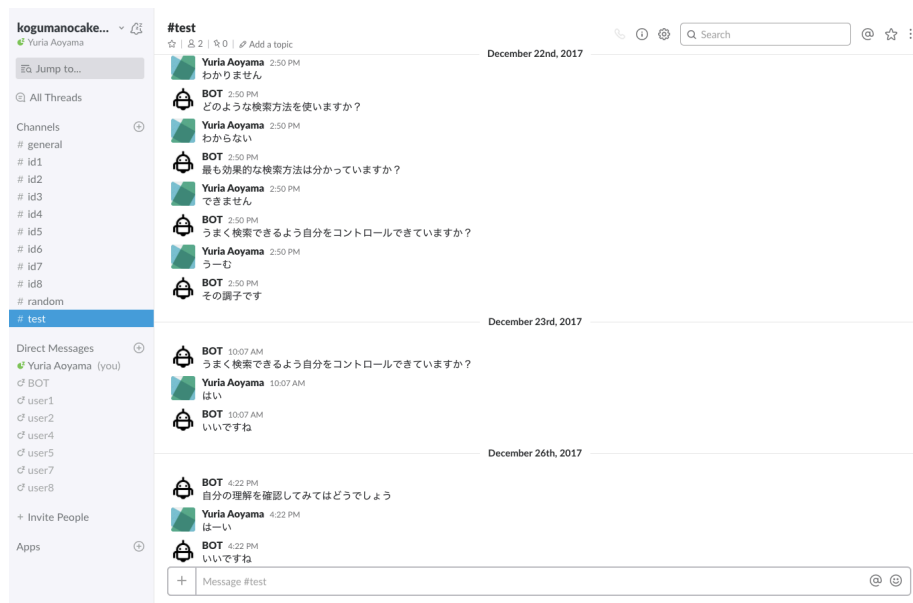 kogumanocake...
Yuria Aoyama
Jump to...
All Threads
Channels
# general
# id1
# id2
# id3
# id4
# id5
# id6
# id7
# id8
# random
# test
Direct Messages
Yuria Aoyama (you)
BOT
user1
user2
user4
user5
user7
user8
+ Invite People
Apps
#test
2 | 0 | Add a topic
Search
December 22nd, 2017
Yuria Aoyama 2:50 PM
わかりません
BOT 2:50 PM
どのような検索方法を使いますか？
Yuria Aoyama 2:50 PM
わからない
BOT 2:50 PM
最も効果的な検索方法は分かっていますか？
Yuria Aoyama 2:50 PM
できません
BOT 2:50 PM
うまく検索できるよう自分をコントロールできていますか？
Yuria Aoyama 2:50 PM
うーむ
BOT 2:50 PM
その調子です
December 23rd, 2017
BOT 10:07 AM
うまく検索できるよう自分をコントロールできていますか？
Yuria Aoyama 10:07 AM
はい
BOT 10:07 AM
いいですね
December 26th, 2017
BOT 4:22 PM
自分の理解を確認してみてはどうでしょう
Yuria Aoyama 4:22 PM
はーい
BOT 4:22 PM
いいですね
Message #test